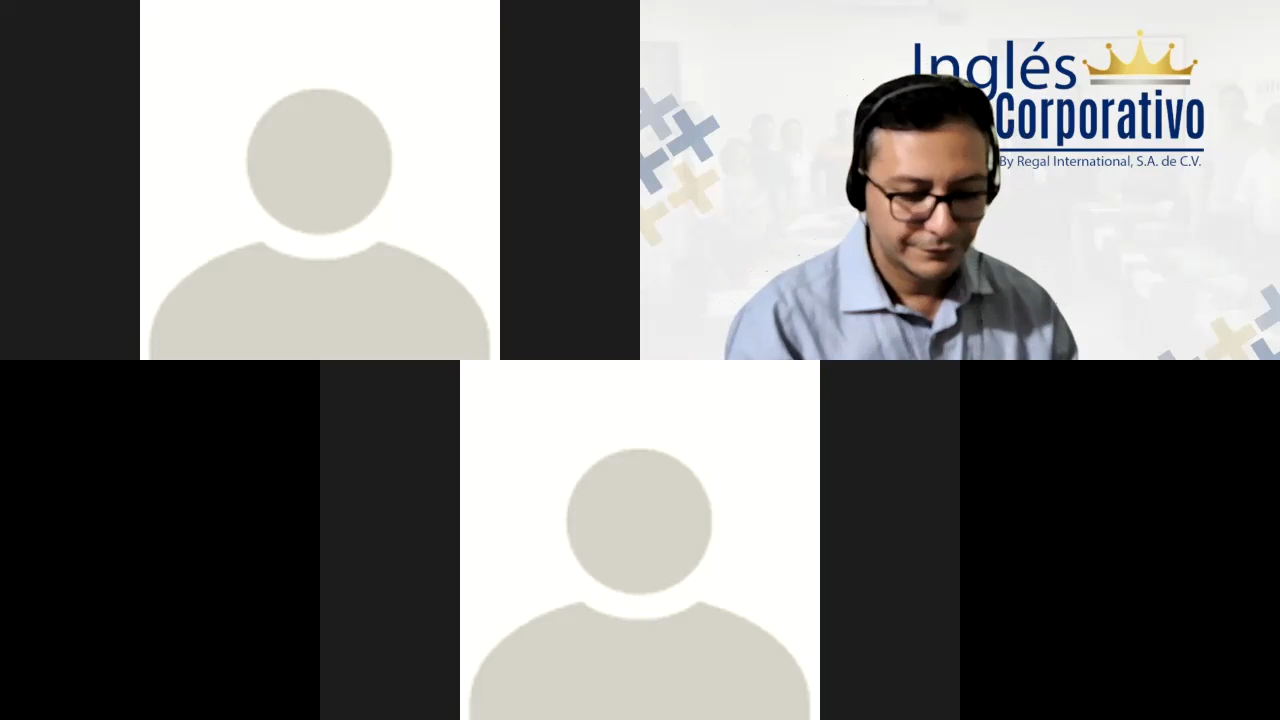 Inglés
Corporativo
By Regal International, S.A. de C.V.